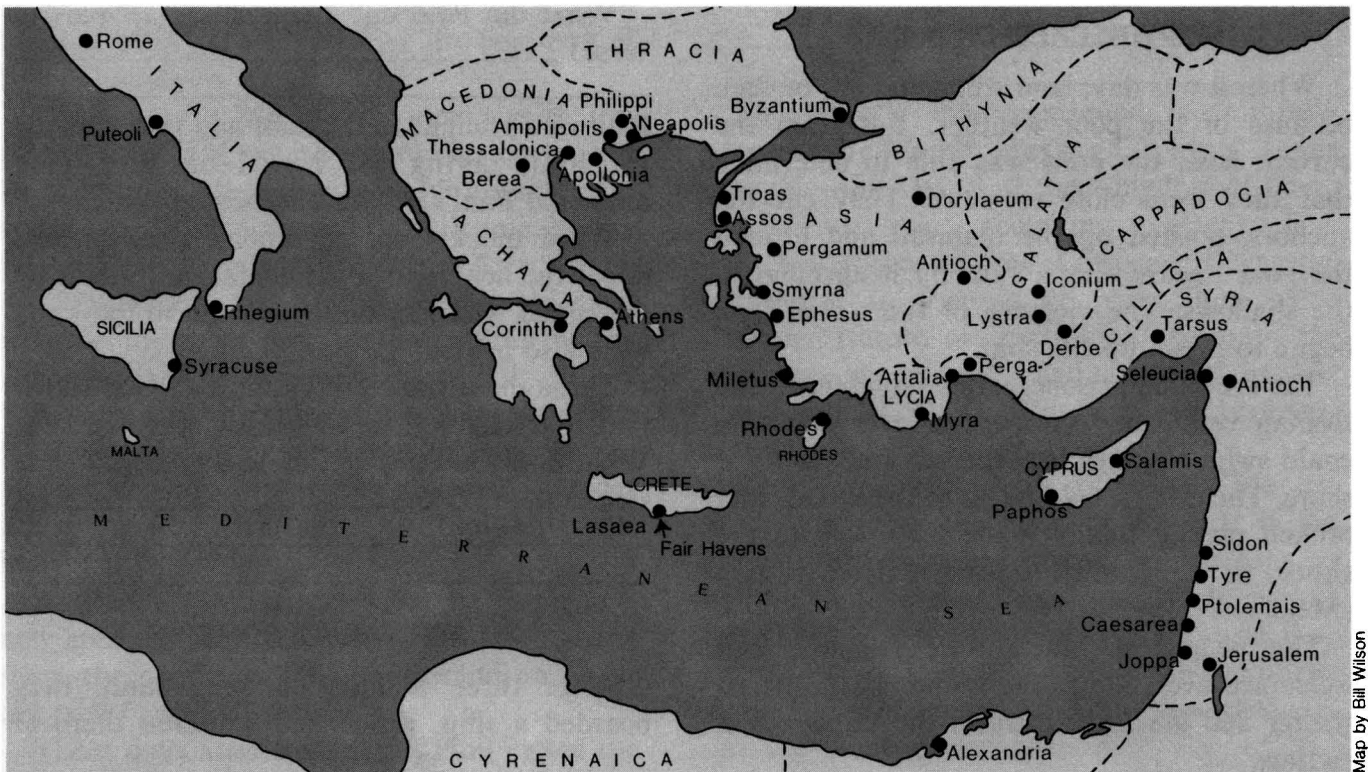 Rome
ITALIA
Puteoli
THRACIA
MACEDONIA
Philippi
Neapolis
Amphipolis
Thessalonica
Apollonia
Berea
Byzantium
BITHYNIA
ACHAIA
Troas
Assos
ASIA
Dorylaeum
GALATIA
CAPPADOCIA
Pergamum
Antioch
Iconium
CILTCIA
SYRIA
Smyrna
Ephesus
Lystra
Derbe
Tarsus
SICILIA
Rhegium
Syracuse
Corinth
Athens
Miletus
Attalia
Perga
LYCIA
Myra
Seleucia
Antioch
MALTA
Rhodes
RHODES
CYPRUS
Salamis
Paphos
CRETE
Lasaea
Fair Havens
MEDITERRANEAN SEA
Sidon
Tyre
Ptolemais
Caesarea
Joppa
Jerusalem
Alexandria
CYRENAICA
Map by Bill Wilson